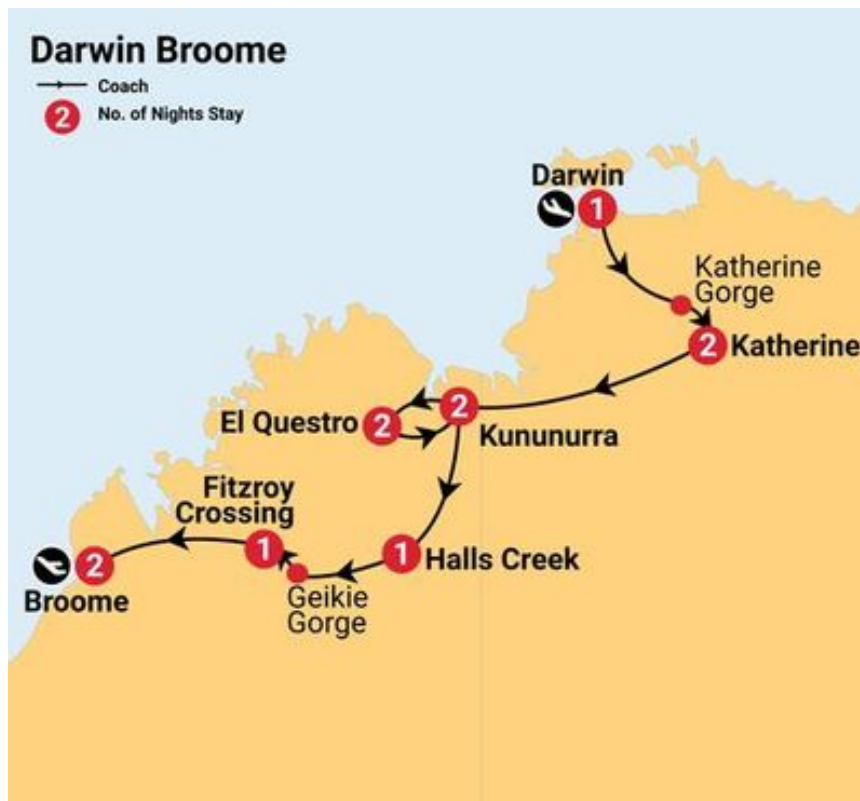 Darwin Broome
Coach
2 No. of Nights Stay
Darwin
1
Katherine
Gorge
2 Katherine
2
Kununurra
El Questro 2
Fitzroy
Crossing
1
1 Halls Creek
Geikie
Gorge
2
Broome